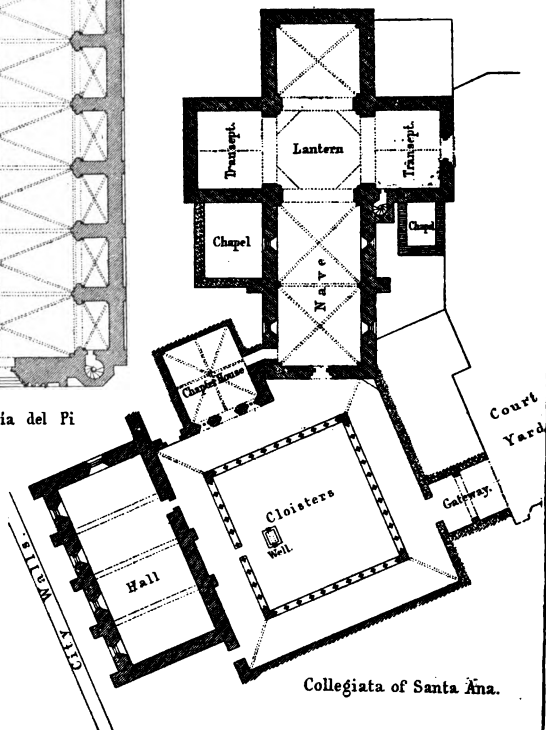 Transept.
Lantern
Transept.
Chapel
Chapel
Nave
Chapter House
ía del Pi
Court
Yard
Gateway.
Cloisters
Well.
Hall
City Walls.
Collegiata of Santa Ana.